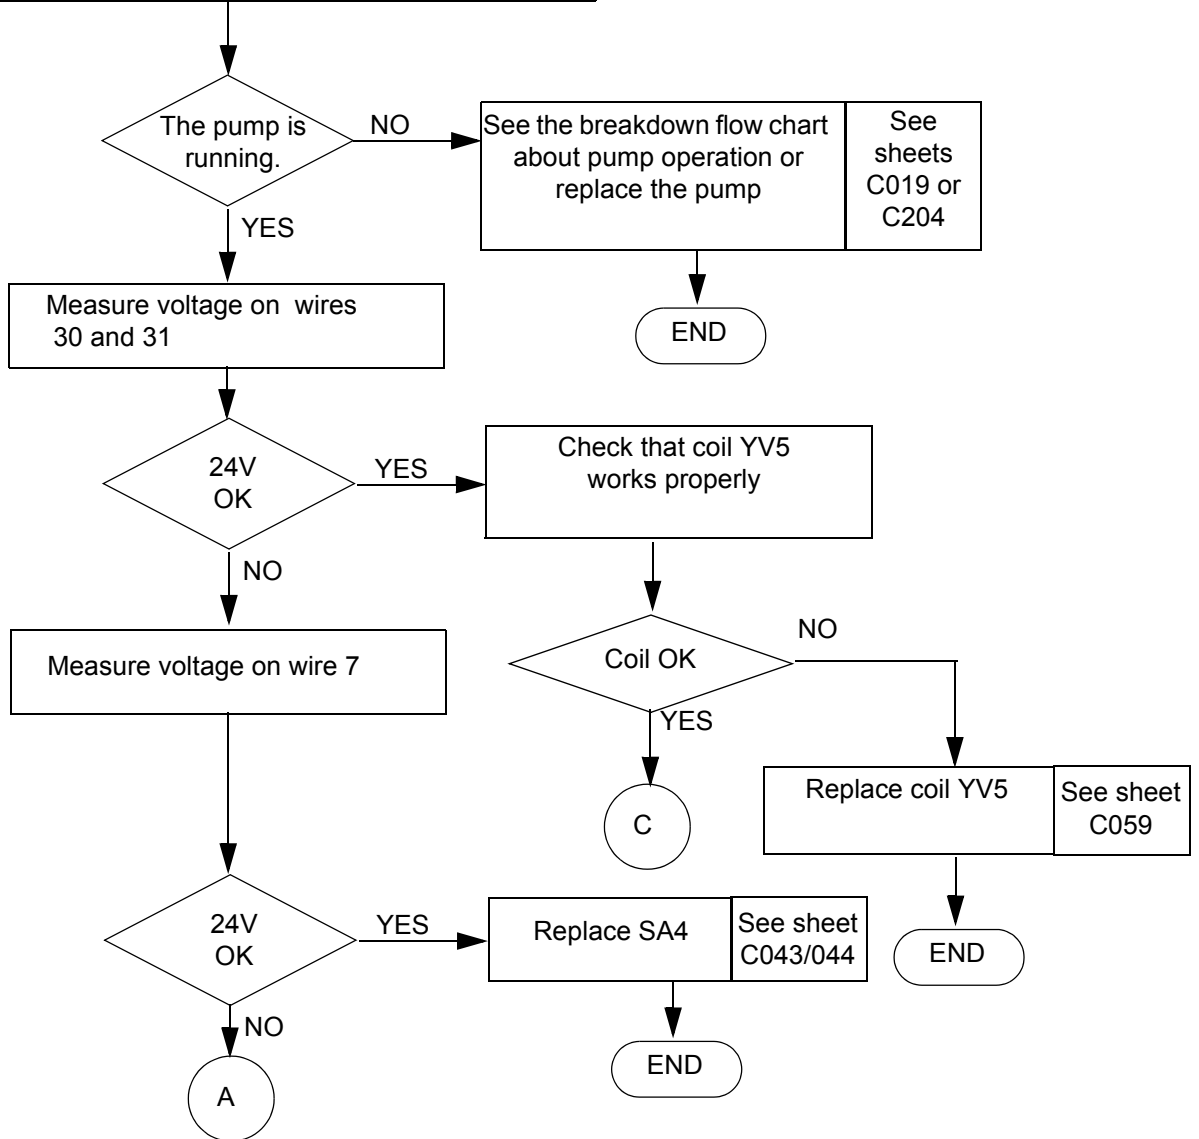 The pump is
running.
NO
See the breakdown flow chart
about pump operation or
replace the pump
See
sheets
C019 or
C204
YES
END
Measure voltage on wires
30 and 31
24V
OK
YES
Check that coil YV5
works properly
NO
Measure voltage on wire 7
Coil OK
NO
YES
C
Replace coil YV5
See sheet
C059
END
24V
OK
YES
Replace SA4
See sheet
C043/044
NO
END
A